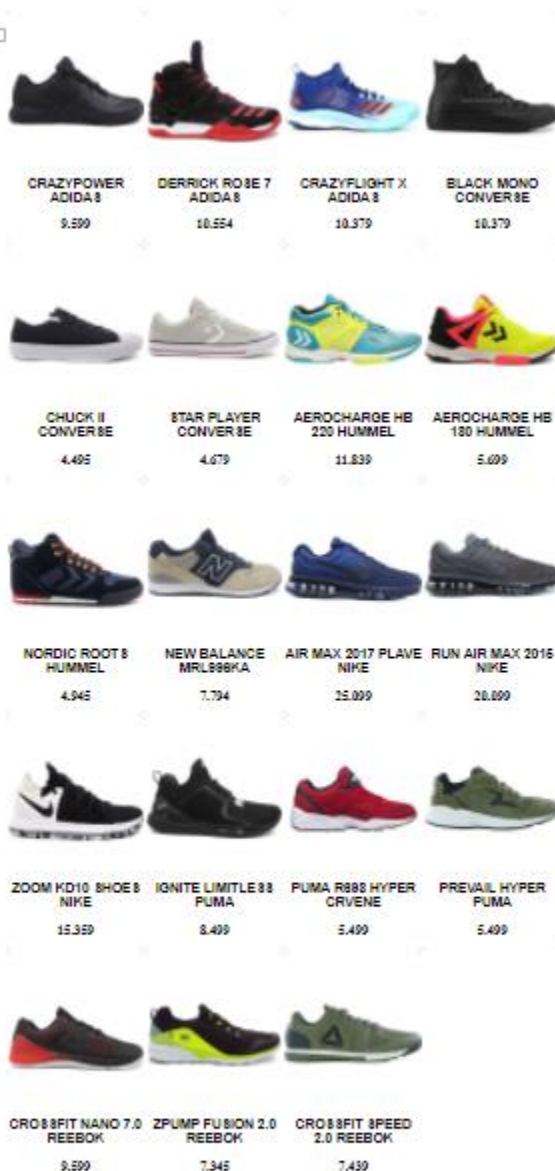 CRAZYPOWER DERRICK ROSE 7 CRAZYFLIGHT X BLACK MONO
ADIDAS ADIDAS ADIDAS CONVERSE
9.599 10.554 10.379 10.379
CHUCK II STAR PLAYER AEROCHARGE HB AEROCHARGE HB
CONVERSE CONVERSE 220 HUMMEL 180 HUMMEL
4.495 4.679 11.839 5.699
NORDIC ROOTS NEW BALANCE AIR MAX 2017 PLAVE RUN AIR MAX 2016
HUMMEL MRL996KA NIKE NIKE
4.945 7.794 25.099 20.099
ZOOM KD10 SHOES IGNITE LIMITLESS PUMA R698 HYPER PREVAIL HYPER
NIKE PUMA CRVENE PUMA
15.359 8.499 5.499 5.499
CROSSFIT NANO 7.0 ZPUMP FUSION 2.0 CROSSFIT SPEED
REEBOK REEBOK 2.0 REEBOK
9.599 7.345 7.439